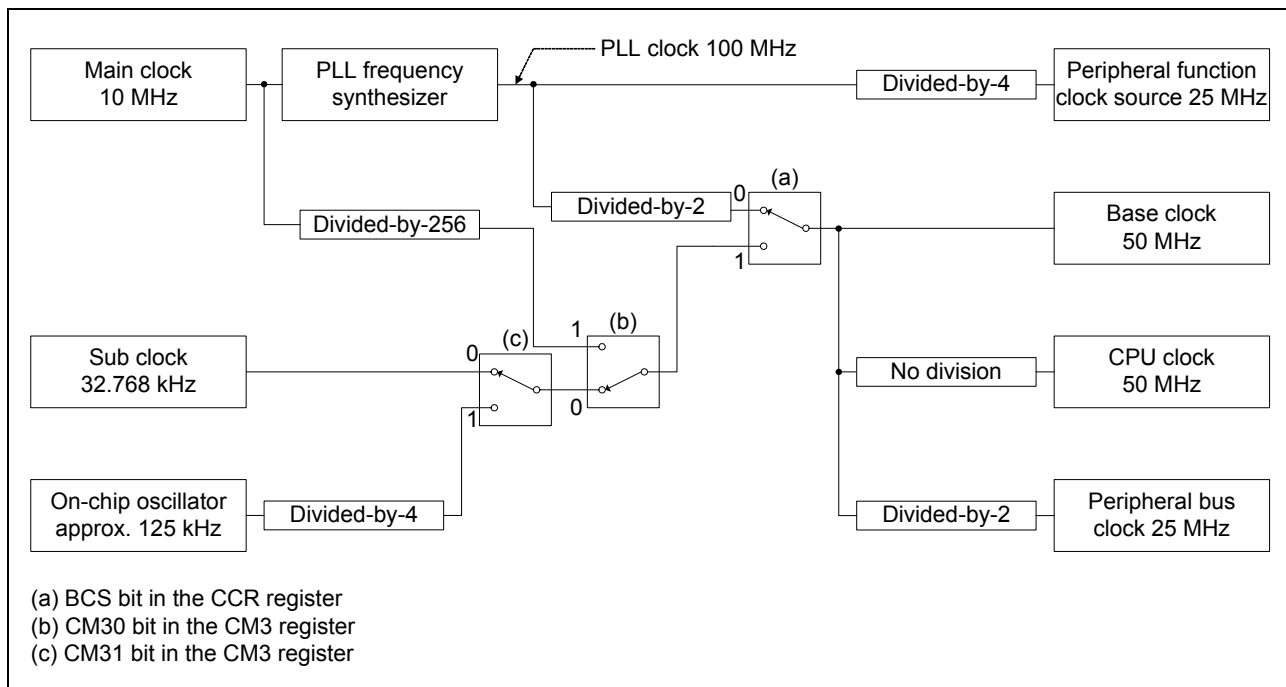 PLL clock 100 MHz
Main clock
10 MHz
PLL frequency
synthesizer
Divided-by-4
Peripheral function
clock source 25 MHz
(a)
0
Divided-by-2
1
Divided-by-256
Base clock
50 MHz
(b)
1
(c)
0
Sub clock
32.768 kHz
0
1
No division
CPU clock
50 MHz
On-chip oscillator
approx. 125 kHz
Divided-by-4
Divided-by-2
Peripheral bus
clock 25 MHz
(a) BCS bit in the CCR register
(b) CM30 bit in the CM3 register
(c) CM31 bit in the CM3 register